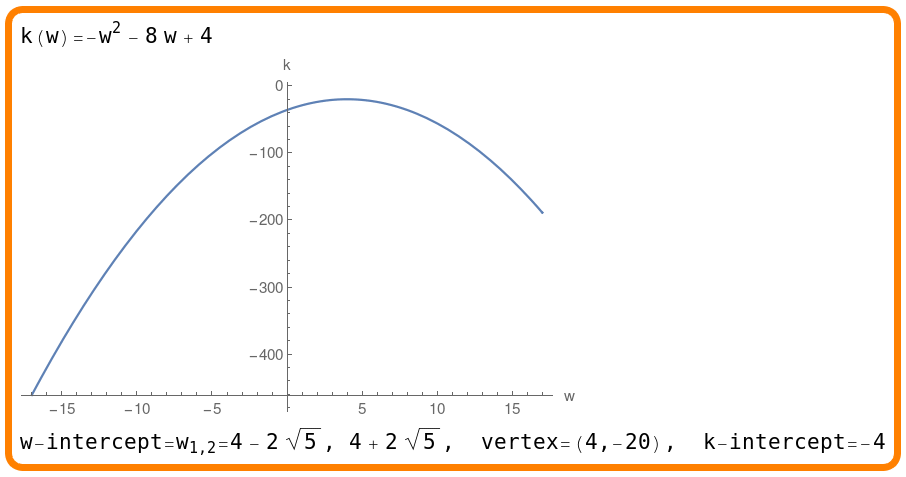 k(w)=-w² - 8 w + 4
k
0
-100
-200
-300
-400
-15 -10 -5 5 10 15 w
w-intercept=w₁,₂=4 - 2 √5, 4 + 2 √5, vertex=(4,-20), k-intercept=-4